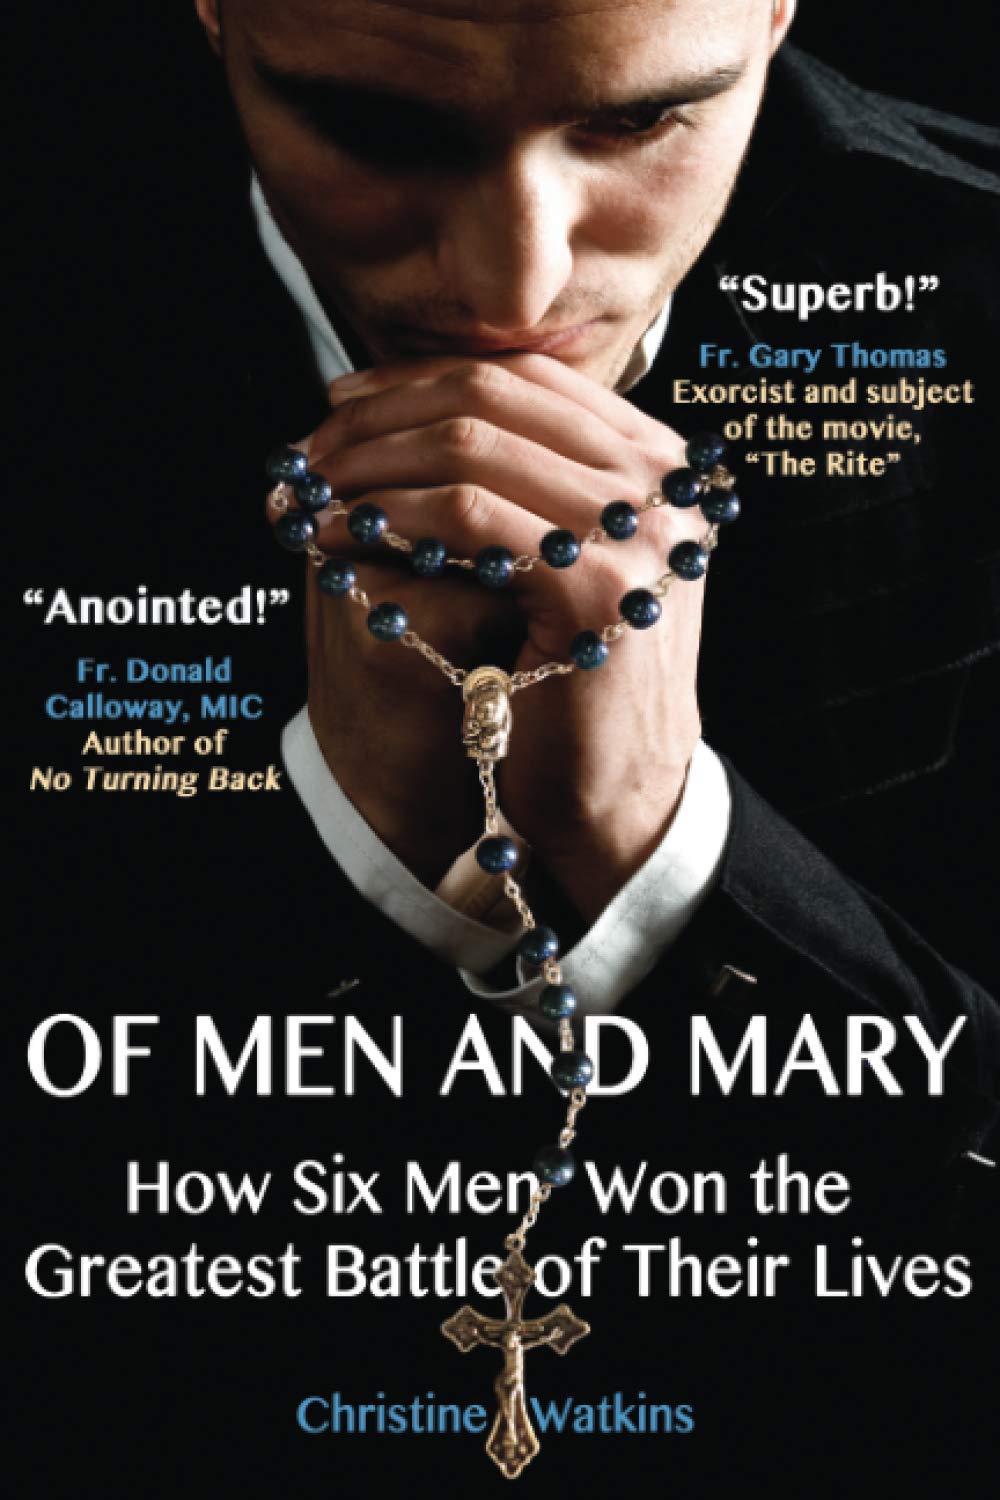 “Superb!”
Fr. Gary Thomas
Exorcist and subject
of the movie,
“The Rite”
“Anointed!”
Fr. Donald
Calloway, MIC
Author of
No Turning Back
OF MEN AND MARY
How Six Men Won the
Greatest Battle of Their Lives
Christine Watkins